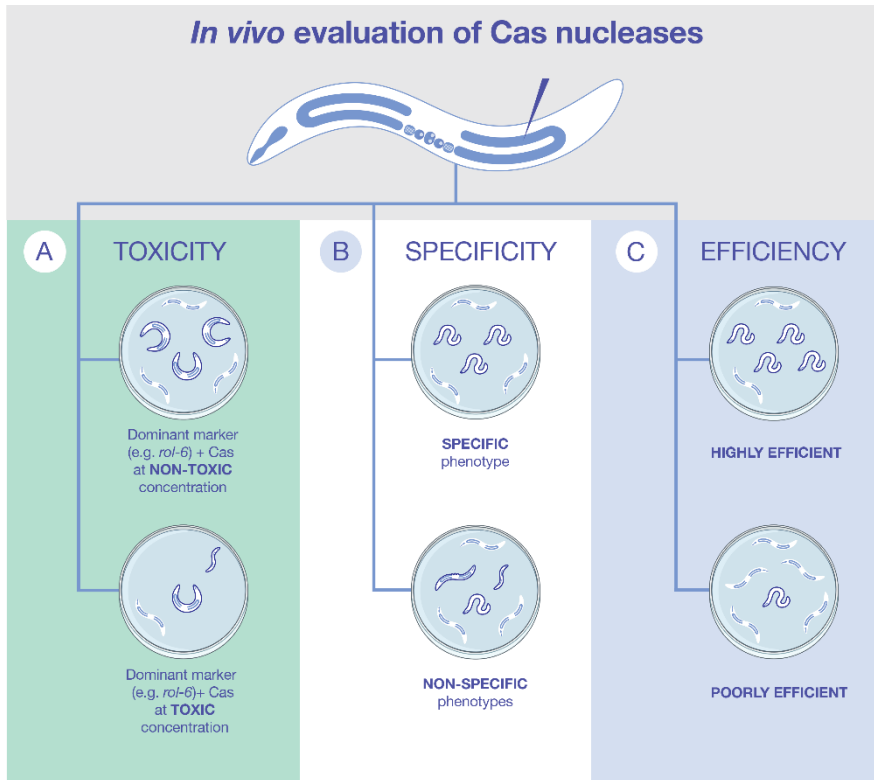 In vivo evaluation of Cas nucleases
A TOXICITY
Dominant marker
(e.g. rol-6) + Cas
at NON-TOXIC
concentration
Dominant marker
(e.g. rol-6)+ Cas
at TOXIC
concentration
B SPECIFICITY
SPECIFIC
phenotype
NON-SPECIFIC
phenotypes
C EFFICIENCY
HIGHLY EFFICIENT
POORLY EFFICIENT